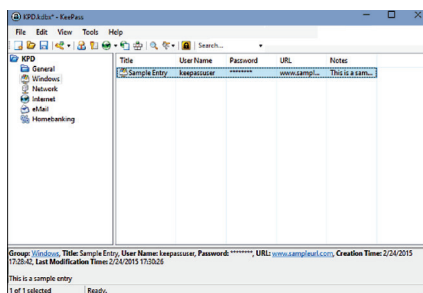 KPD.kdbx* - KeePass
File Edit View Tools Help
Search...
KPD
General
Windows
Network
Internet
eMail
Homebanking
Title User Name Password URL Notes
Sample Entry keepassuser ******** www.sampl... This is a sam...
Group: Windows, Title: Sample Entry, User Name: keepassuser, Password: ********, URL: www.sampleurl.com, Creation Time: 2/24/2015
17:28:42, Last Modification Time: 2/24/2015 17:30:26
This is a sample entry
1 of 1 selected Ready.